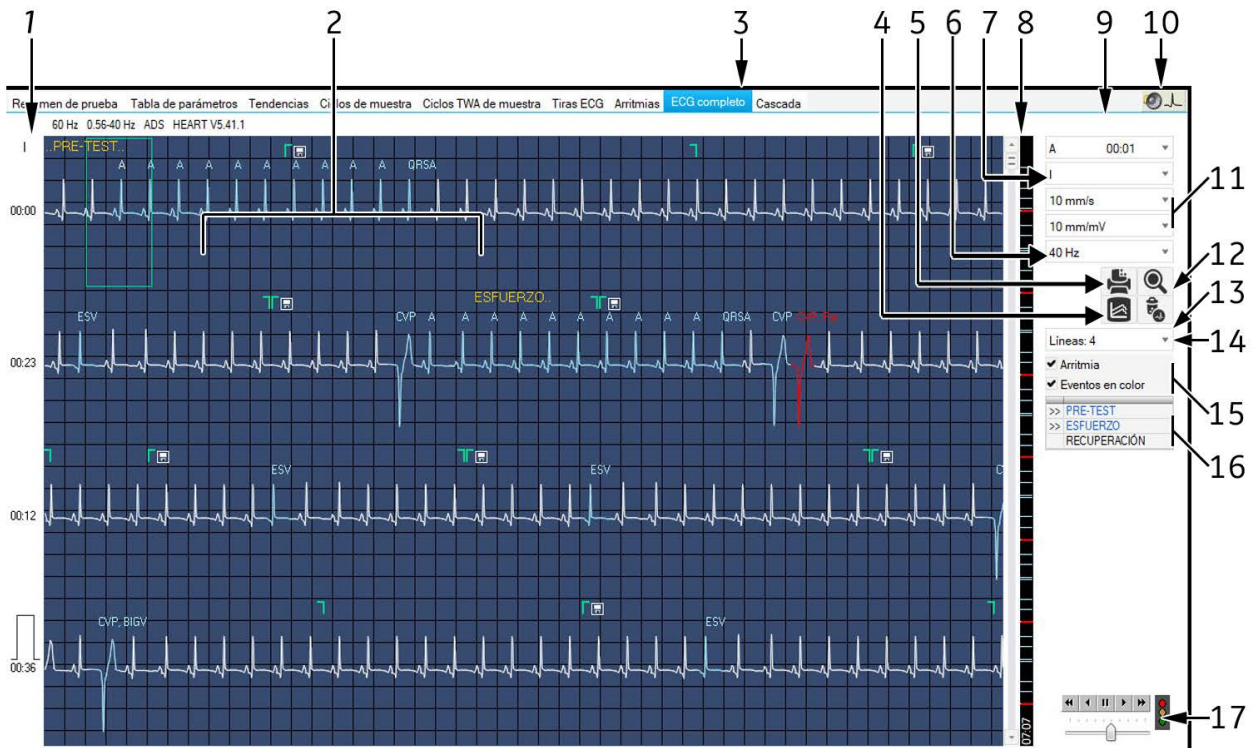 1 2 3 4 5 6 7 8 9 10
Resumen de prueba Tabla de parámetros Tendencias Ciclos de muestra Ciclos TWA de muestra Tiras ECG Arritmias ECG completo Cascada
60 Hz 0.56-40 Hz ADS HEART V5.41.1
I ..PRE-TEST..
A A A A A A A A A A QRSA
00:00
ESFUERZO..
ESV CVP A A A A A A A A A A QRSA CVP
00:23
ESV ESV C
00:12
CVP, BIGV ESV
00:36
07:07
A 00:01
I
10 mm/s
10 mm/mV
40 Hz
Líneas: 4
Arritmia
Eventos en color
>> PRE-TEST
>> ESFUERZO
RECUPERACIÓN
11
12
13
14
15
16
17